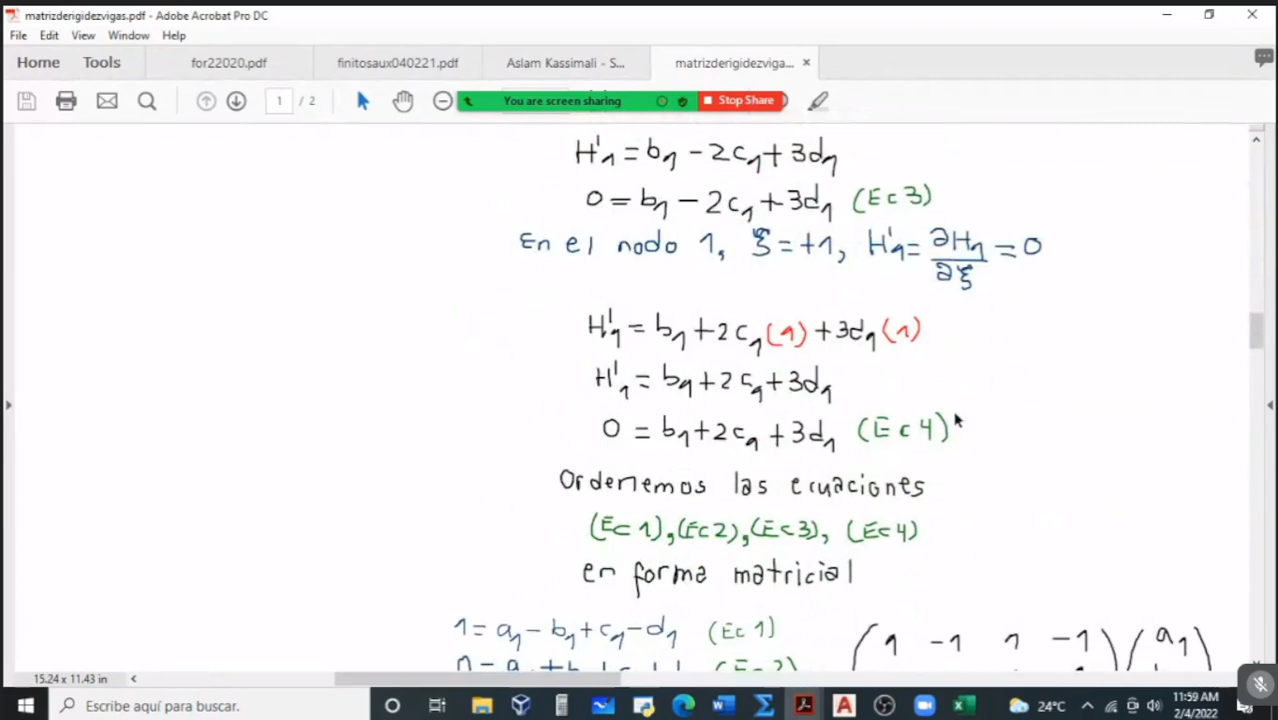 matrizderigidezvigas.pdf - Adobe Acrobat Pro DC
File Edit View Window Help
Home Tools for22020.pdf finitosaux040221.pdf Aslam Kassimali - S... matrizderigidezviga... ×
1 / 2 You are screen sharing Stop Share
H'₁ = b₁ - 2c₁ + 3d₁
0 = b₁ - 2c₁ + 3d₁ (Ec 3)
En el nodo 1, ξ = +1, H'₁ = ∂H₁/∂ξ = 0
H'₁ = b₁ + 2c₁(1) + 3d₁(1)
H'₁ = b₁ + 2c₁ + 3d₁
0 = b₁ + 2c₁ + 3d₁ (Ec 4)
Ordenemos las ecuaciones
(Ec 1), (Ec 2), (Ec 3), (Ec 4)
en forma matricial
1 = a₁ - b₁ + c₁ - d₁ (Ec 1) ( 1 -1 1 -1 ) ( a₁ )
15.24 x 11.43 in
Escribe aquí para buscar. 24°C 11:59 AM
2/4/2022